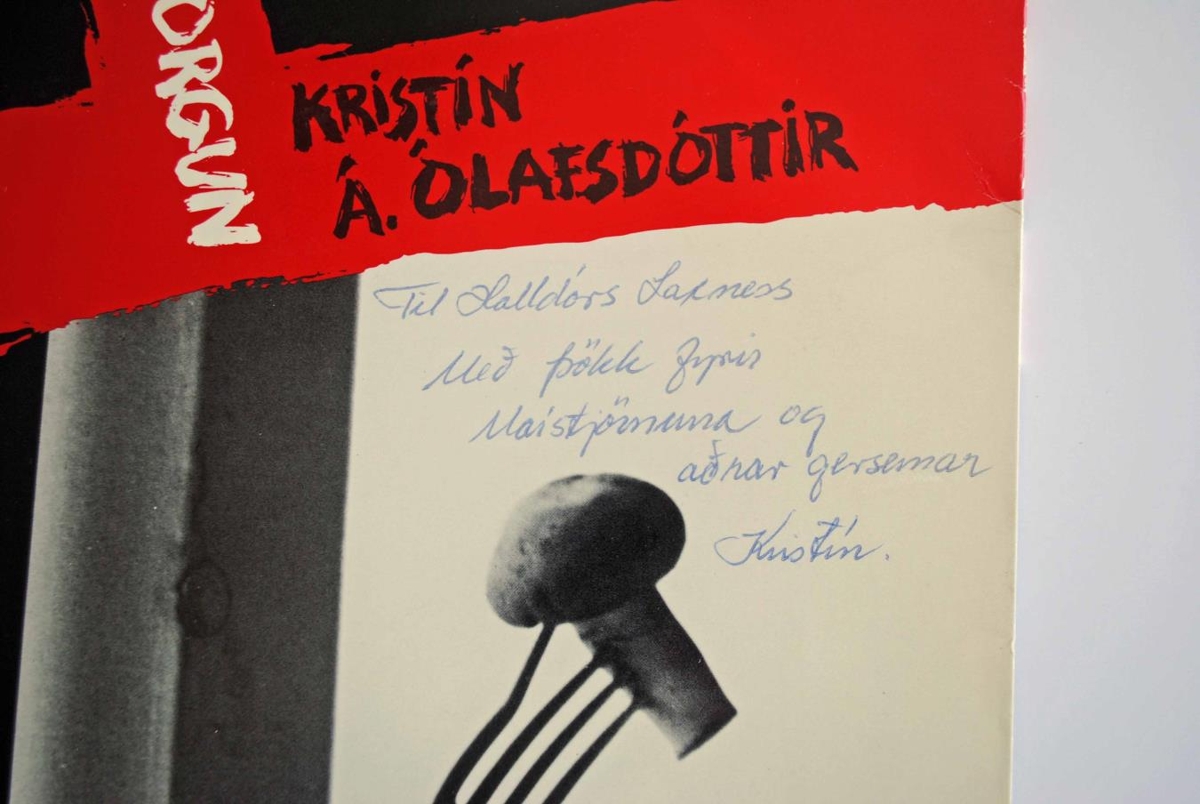 ORGUN
KRISTÍN
Á. ÓLAFSDÓTTIR
Til Halldórs Laxness
Með þökk fyrir
Maístjörnuna og
aðrar gersemar
Kristín.